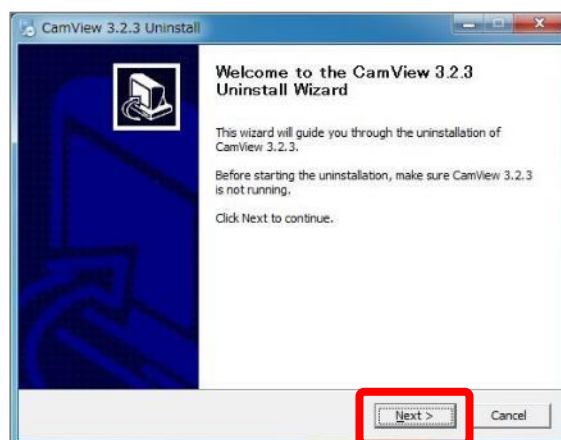 CamView 3.2.3 Uninstall
Welcome to the CamView 3.2.3
Uninstall Wizard
This wizard will guide you through the uninstallation of
CamView 3.2.3.
Before starting the uninstallation, make sure CamView 3.2.3
is not running.
Click Next to continue.
Next > Cancel